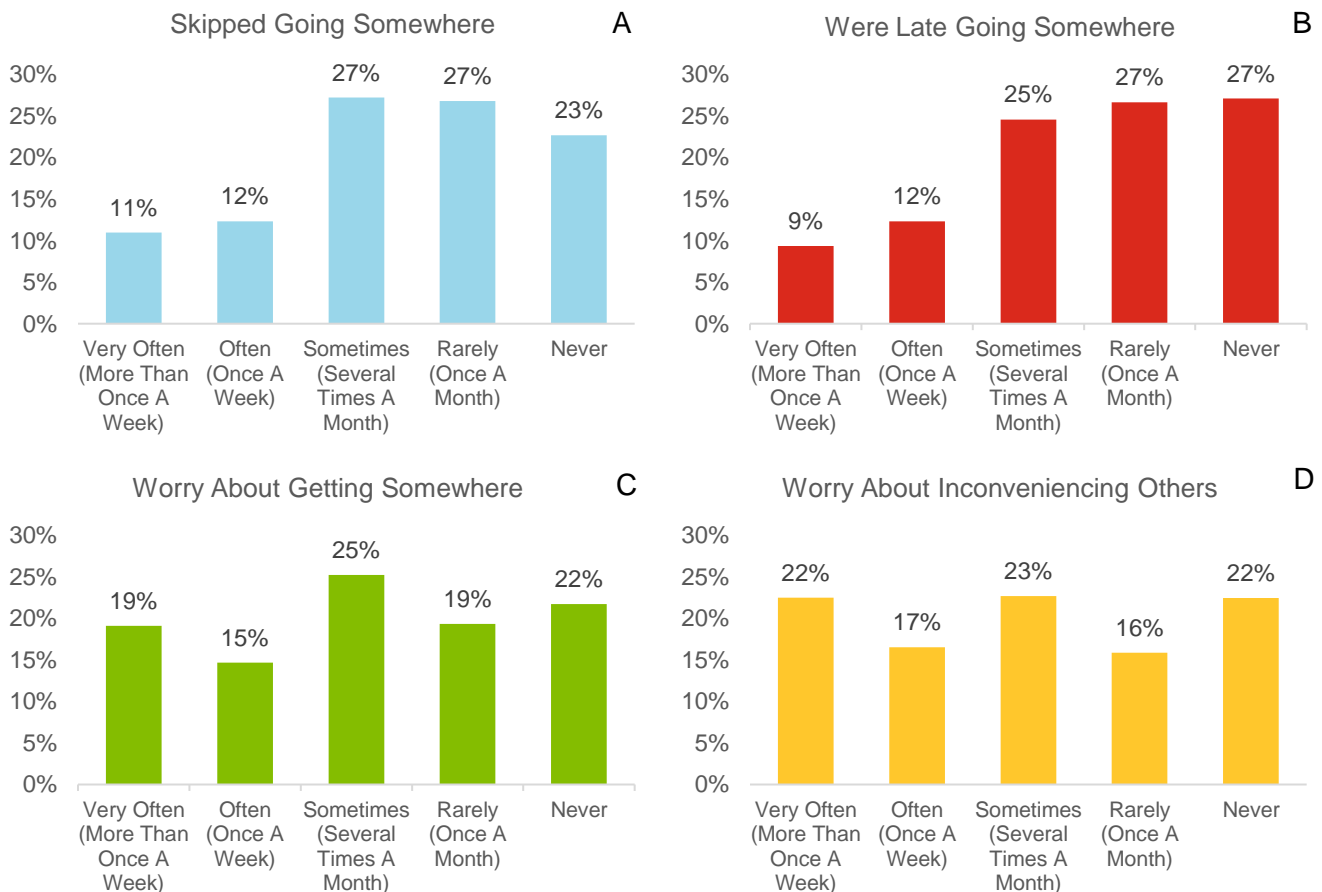 Skipped Going Somewhere
A
30%
25%
20%
15%
10%
5%
0%
11%
12%
27%
27%
23%
Very Often
(More Than
Once A
Week)
Often
(Once A
Week)
Sometimes
(Several
Times A
Month)
Rarely
(Once A
Month)
Never
Were Late Going Somewhere
B
30%
25%
20%
15%
10%
5%
0%
9%
12%
25%
27%
27%
Very Often
(More Than
Once A
Week)
Often
(Once A
Week)
Sometimes
(Several
Times A
Month)
Rarely
(Once A
Month)
Never
Worry About Getting Somewhere
C
30%
25%
20%
15%
10%
5%
0%
19%
15%
25%
19%
22%
Very Often
(More Than
Once A
Week)
Often
(Once A
Week)
Sometimes
(Several
Times A
Month)
Rarely
(Once A
Month)
Never
Worry About Inconveniencing Others
D
30%
25%
20%
15%
10%
5%
0%
22%
17%
23%
16%
22%
Very Often
(More Than
Once A
Week)
Often
(Once A
Week)
Sometimes
(Several
Times A
Month)
Rarely
(Once A
Month)
Never